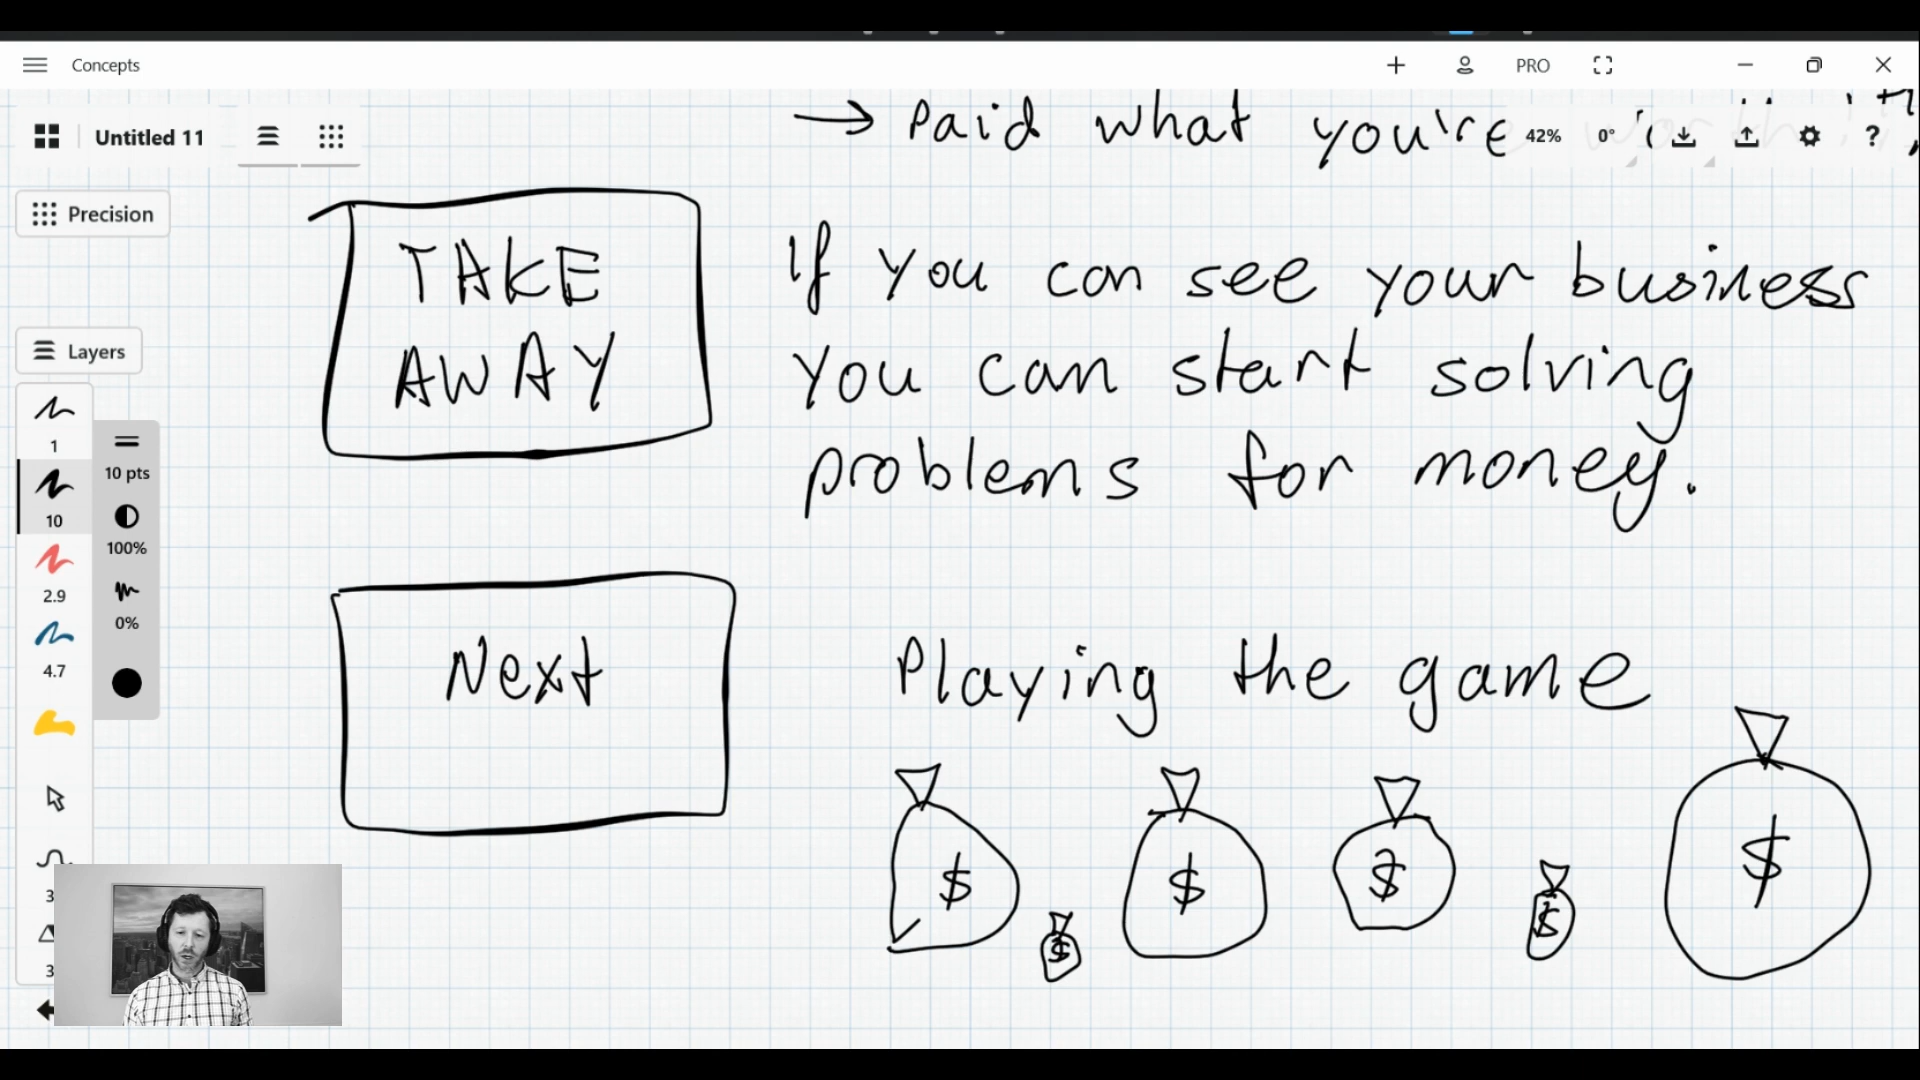 Concepts
PRO
Untitled 11
42%
0°
?
→ Paid what you're
Precision
TAKE
AWAY
If you can see your business
you can start solving
problems for money.
Layers
1
10 pts
10
100%
2.9
0%
4.7
Next
Playing the game
$ $ $ $ $ $
3
3